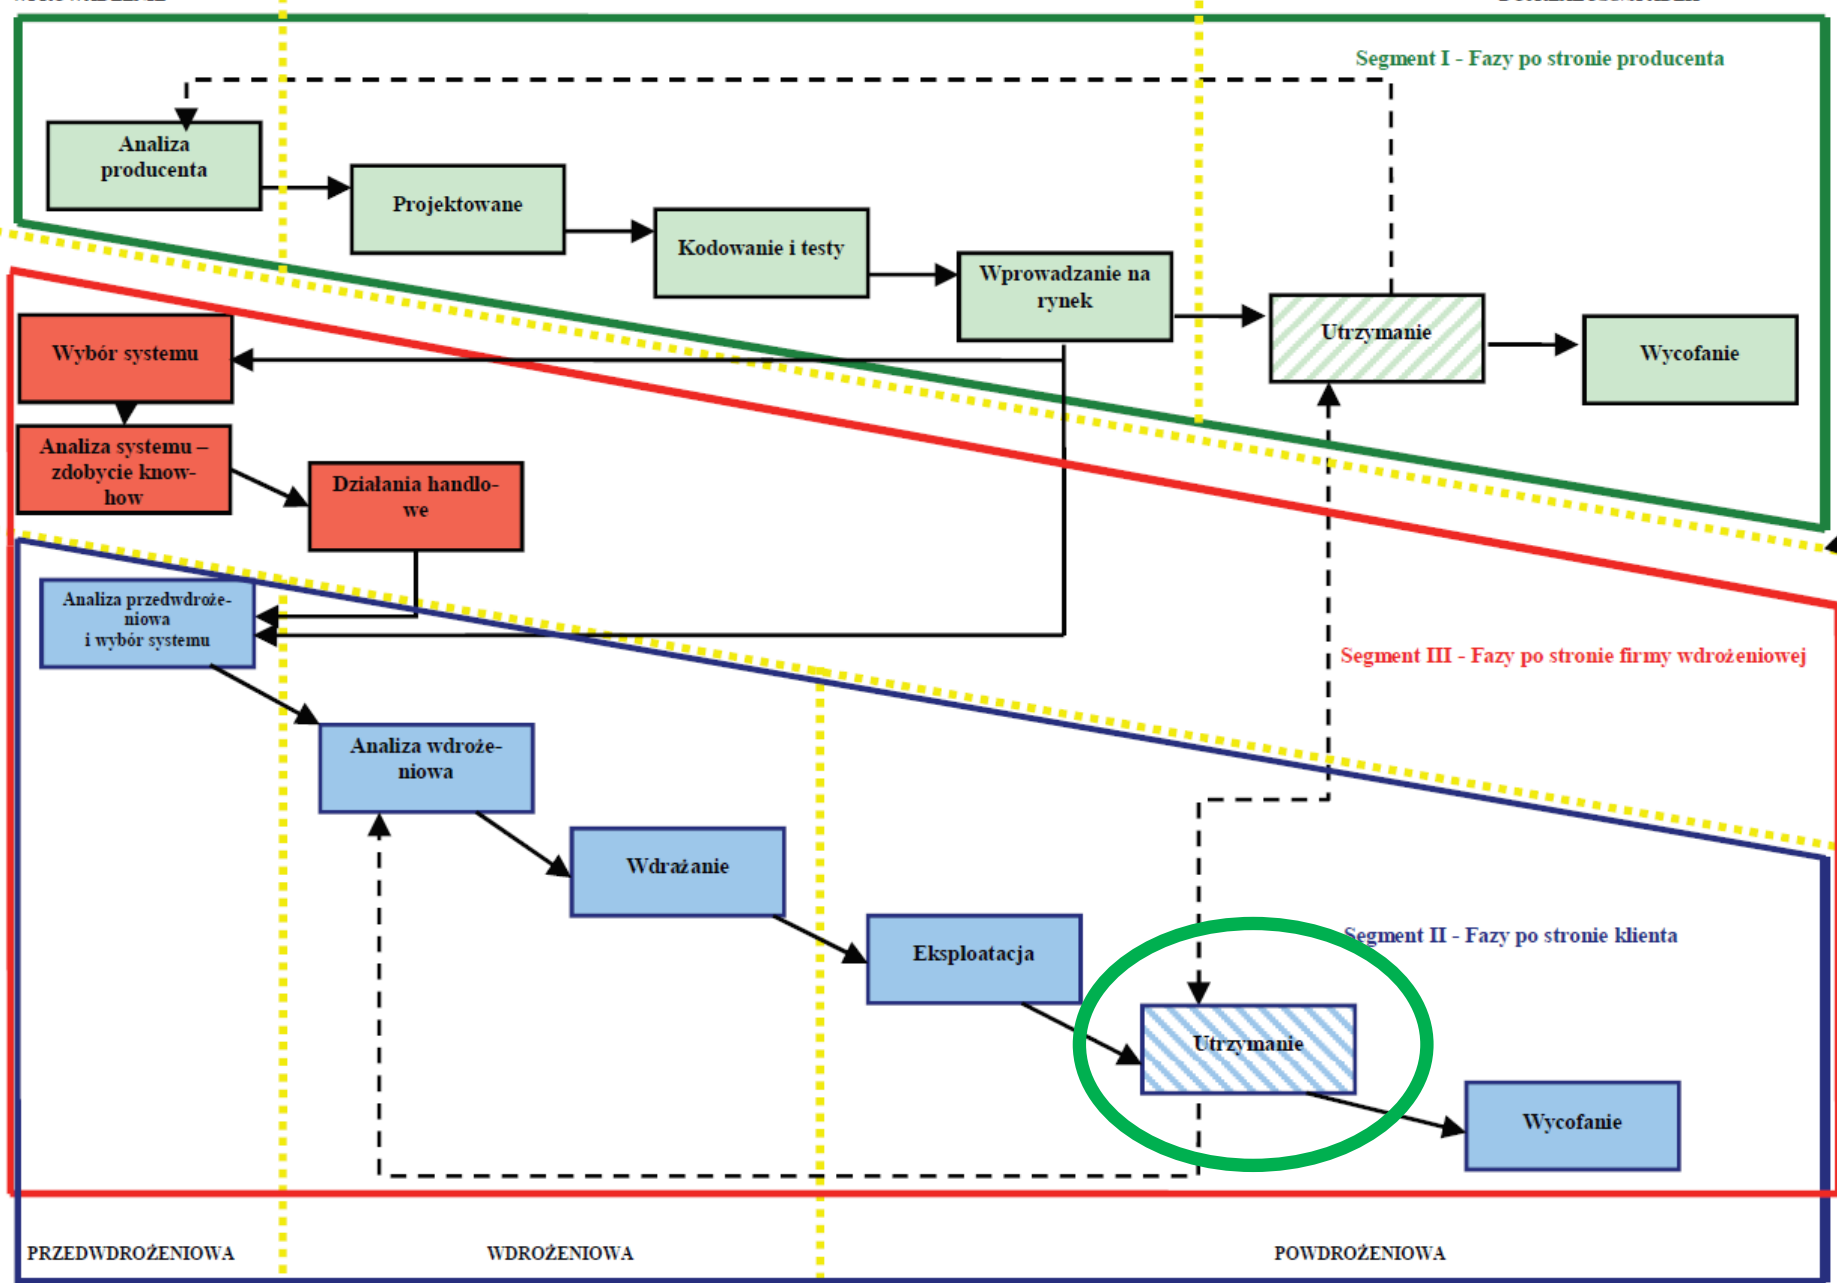 Segment I - Fazy po stronie producenta
Analiza
producenta
Projektowane
Kodowanie i testy
Wprowadzanie na
rynek
Utrzymanie
Wycofanie
Wybór systemu
Analiza systemu –
zdobycie know-
how
Działania handlo-
we
Analiza przedwdroże-
niowa
i wybór systemu
Segment III - Fazy po stronie firmy wdrożeniowej
Analiza wdroże-
niowa
Wdrażanie
Eksploatacja
Segment II - Fazy po stronie klienta
Utrzymanie
Wycofanie
PRZEDWDROŻENIOWA
WDROŻENIOWA
POWDROŻENIOWA